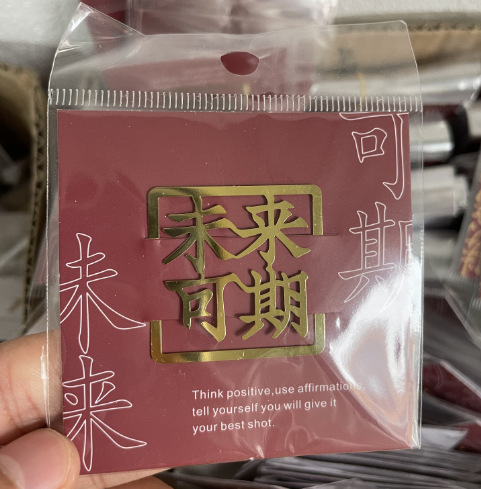 可
期
未来
可期
未
来
Think positive,use affirmations,
tell yourself you will give it
your best shot.